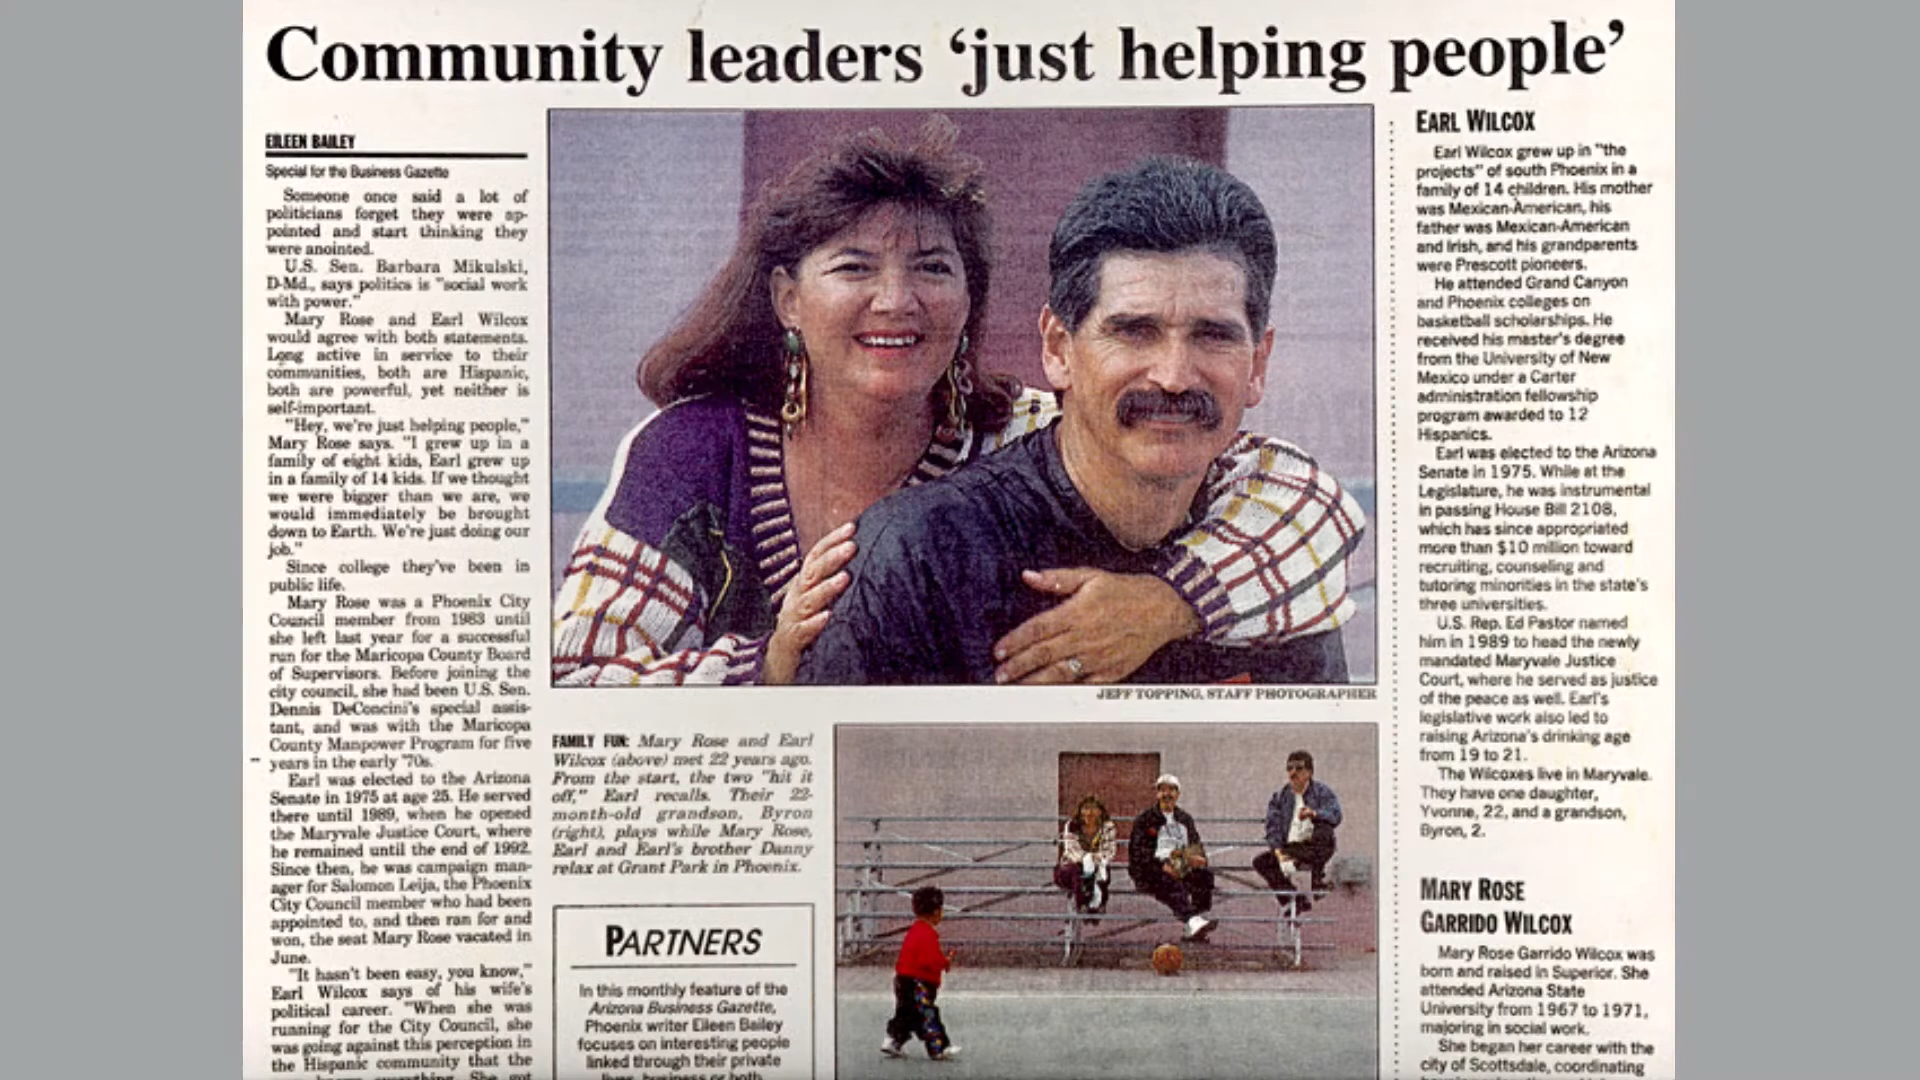 Community leaders ‘just helping people’
EILEEN BAILEY
Special for the Business Gazette
Someone once said a lot of
politicians forget they were ap-
pointed and start thinking they
were anointed.
U.S. Sen. Barbara Mikulski,
D-Md., says politics is "social work
with power."
Mary Rose and Earl Wilcox
would agree with both statements.
Long active in service to their
communities, both are Hispanic,
both are powerful, yet neither is
self-important.
"Hey, we're just helping people,"
Mary Rose says. "I grew up in a
family of eight kids, Earl grew up
in a family of 14 kids. If we thought
we were bigger than we are, we
would immediately be brought
down to Earth. We're just doing our
job."
Since college they've been in
public life.
Mary Rose was a Phoenix City
Council member from 1983 until
she left last year for a successful
run for the Maricopa County Board
of Supervisors. Before joining the
city council, she had been U.S. Sen.
Dennis DeConcini's special assis-
tant, and was with the Maricopa
County Manpower Program for five
years in the early '70s.
Earl was elected to the Arizona
Senate in 1975 at age 25. He served
there until 1989, when he opened
the Maryvale Justice Court, where
he remained until the end of 1992.
Since then, he was campaign man-
ager for Salomon Leija, the Phoenix
City Council member who had been
appointed to, and then ran for and
won, the seat Mary Rose vacated in
June.
"It hasn't been easy, you know,"
Earl Wilcox says of his wife's
political career. "When she was
running for the City Council, she
was going against this perception in
the Hispanic community that the
JEFF TOPPING, STAFF PHOTOGRAPHER
FAMILY FUN: Mary Rose and Earl
Wilcox (above) met 22 years ago.
From the start, the two "hit it
off," Earl recalls. Their 22-
month-old grandson, Byron
(right), plays while Mary Rose,
Earl and Earl's brother Danny
relax at Grant Park in Phoenix.
PARTNERS
In this monthly feature of the
Arizona Business Gazette,
Phoenix writer Eileen Bailey
focuses on interesting people
linked through their private
lives, business or both
EARL WILCOX
Earl Wilcox grew up in "the
projects" of south Phoenix in a
family of 14 children. His mother
was Mexican-American, his
father was Mexican-American
and Irish, and his grandparents
were Prescott pioneers.
He attended Grand Canyon
and Phoenix colleges on
basketball scholarships. He
received his master's degree
from the University of New
Mexico under a Carter
administration fellowship
program awarded to 12
Hispanics.
Earl was elected to the Arizona
Senate in 1975. While at the
Legislature, he was instrumental
in passing House Bill 2108,
which has since appropriated
more than $10 million toward
recruiting, counseling and
tutoring minorities in the state's
three universities.
U.S. Rep. Ed Pastor named
him in 1989 to head the newly
mandated Maryvale Justice
Court, where he served as justice
of the peace as well. Earl's
legislative work also led to
raising Arizona's drinking age
from 19 to 21.
The Wilcoxes live in Maryvale.
They have one daughter,
Yvonne, 22, and a grandson,
Byron, 2.
MARY ROSE
GARRIDO WILCOX
Mary Rose Garrido Wilcox was
born and raised in Superior. She
attended Arizona State
University from 1967 to 1971,
majoring in social work.
She began her career with the
city of Scottsdale, coordinating